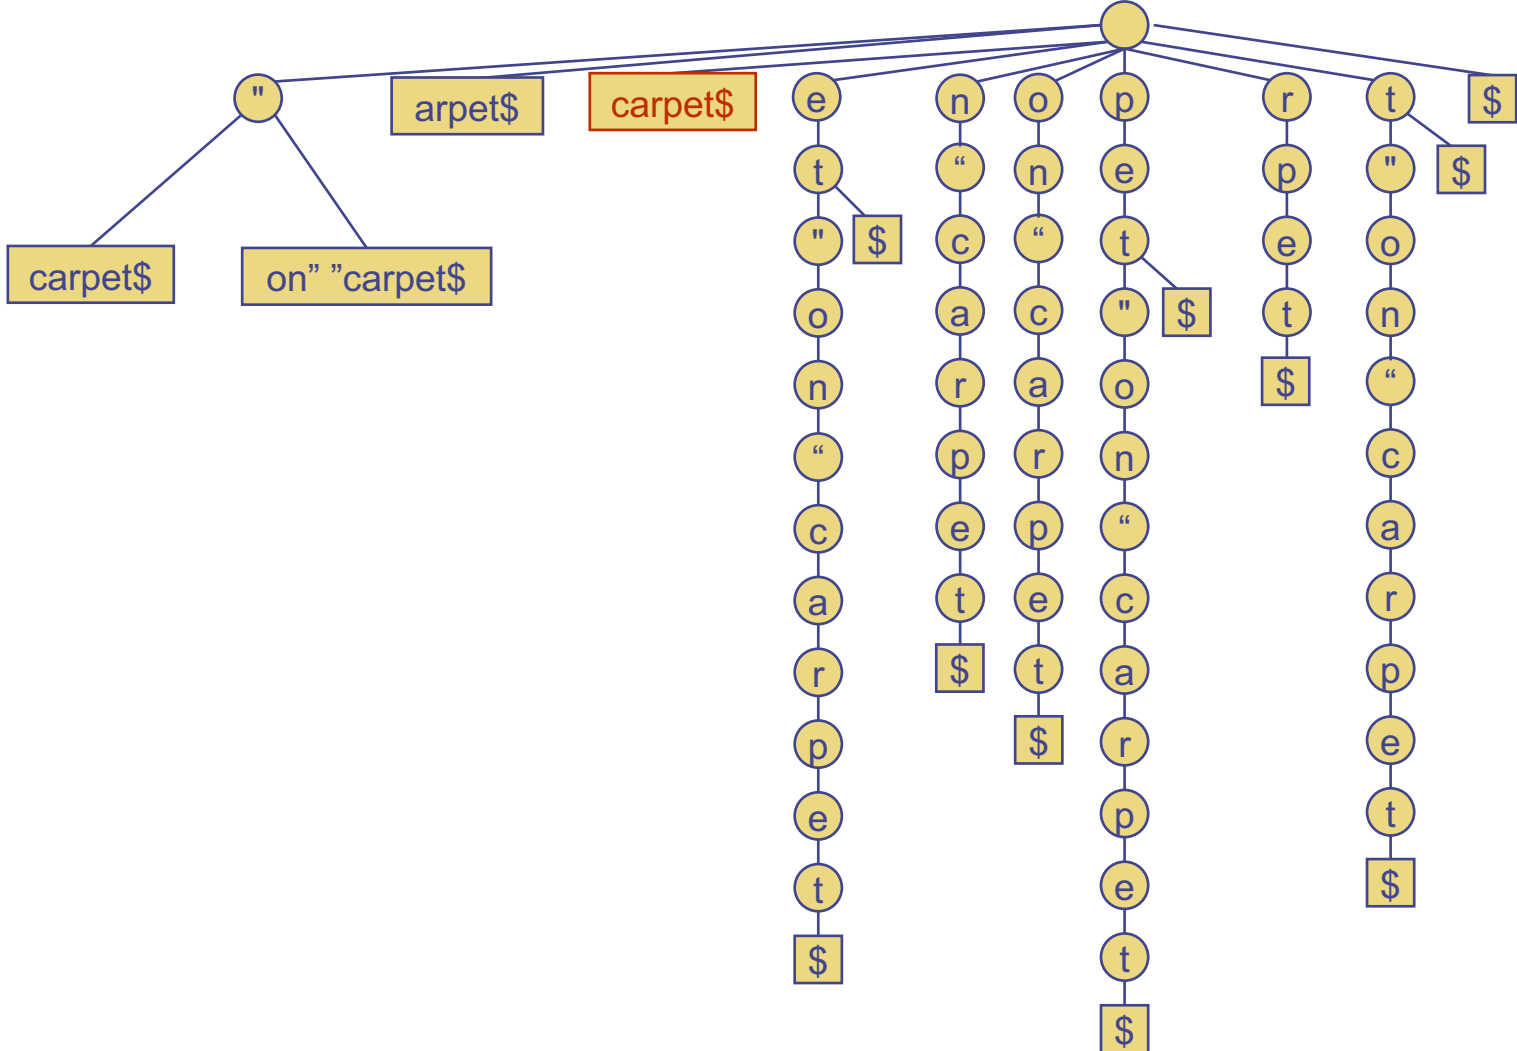 " arpet$ carpet$ e n o p r t $
t “ n e p " $
" $ c “ t e o
carpet$ on” ”carpet$
o a c " $ t n
n r a o $ “
“ p r n c
c e p “ a
a t e c r
r $ t a p
p $ r e
e p t
t e $
$ t
$